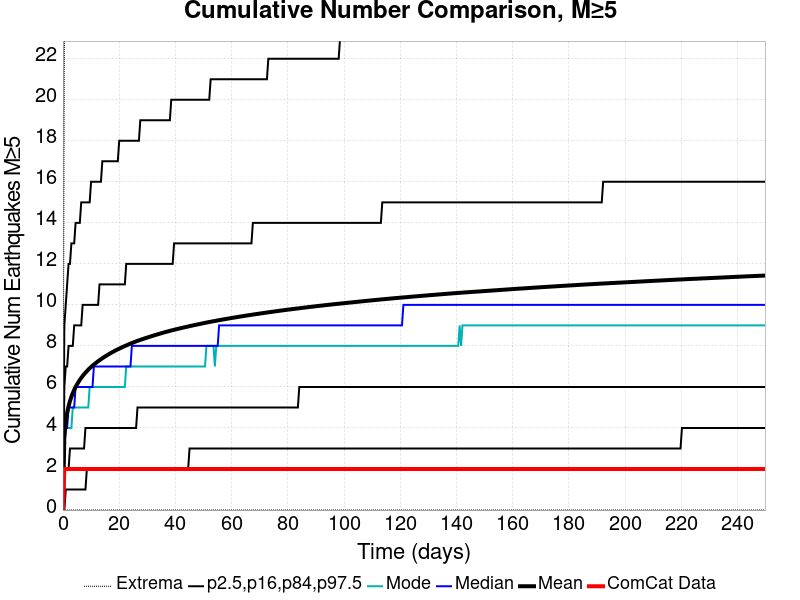 Cumulative Number Comparison, M≥5
Cumulative Num Earthquakes M≥5
22
20
18
16
14
12
10
8
6
4
2
0
0 20 40 60 80 100 120 140 160 180 200 220 240
Time (days)
Extrema p2.5,p16,p84,p97.5 Mode Median Mean ComCat Data